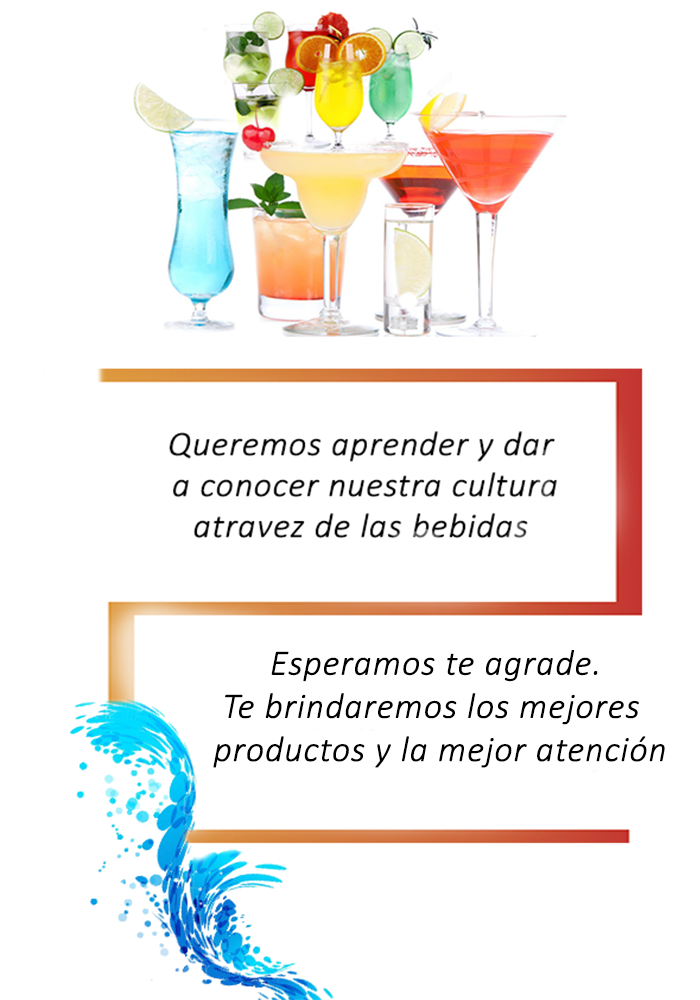 Queremos aprender y dar
a conocer nuestra cultura
atravez de las bebidas
Esperamos te agrade.
Te brindaremos los mejores
productos y la mejor atención